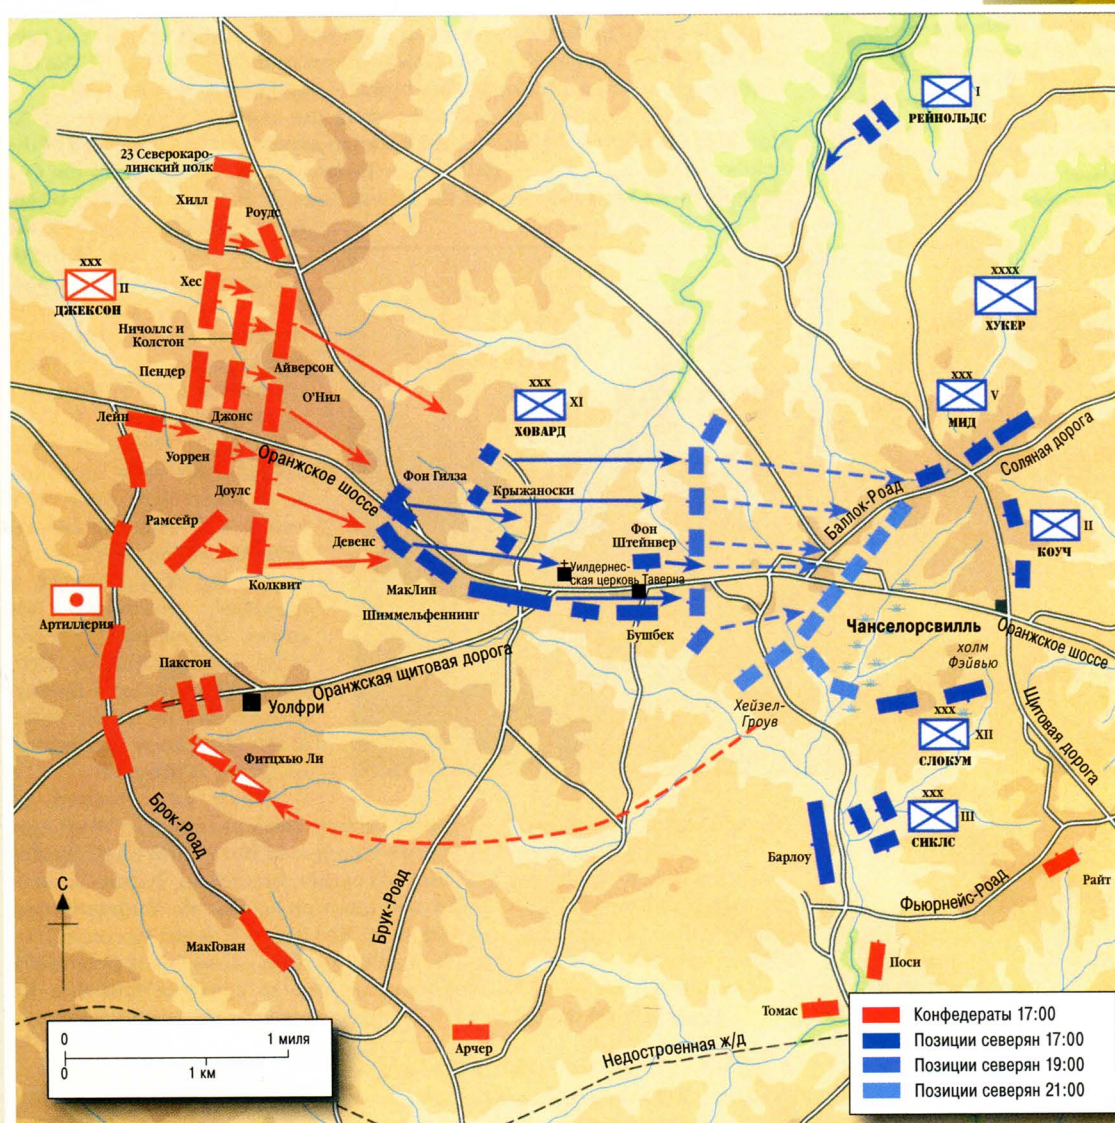 I
РЕЙНОЛЬДС
23 Северокаро-
линский полк
Хилл
Роудс
XXX
II
ДЖЕКСОН
Хес
Ничоллс и
Колстон
Айверсон
Пендер
Джонс
О'Нил
Лейн
Уоррен
Оранжское шоссе
Доулс
Рамсейр
Колквит
XXXX
ХУКЕР
XXX
V
МИД
XXX
XI
ХОВАРД
Соляная дорога
Фон Гилза
Крыжаноски
Баллок-Роад
Девенс
Фон
Штейнвер
II
КОУЧ
МакЛин
Уилдернес-
ская церковь
Таверна
Шиммельфеннинг
Бушбек
Чанселорсвилль
Оранжское шоссе
Артиллерия
Пакстон
Оранжская щитовая дорога
Уолфри
холм
Фэйвью
Хейзел-
Гроув
Щитовая дорога
XXX
XII
СЛОКУМ
Фитцхью Ли
Брок-Роад
XXX
III
СИКЛС
Барлоу
Райт
Фьюрнейс-Роад
С
Брук-Роад
МакГован
Поси
Томас
Арчер
Недостроенная ж/д
0
1 миля
0
1 км
Конфедераты 17:00
Позиции северян 17:00
Позиции северян 19:00
Позиции северян 21:00